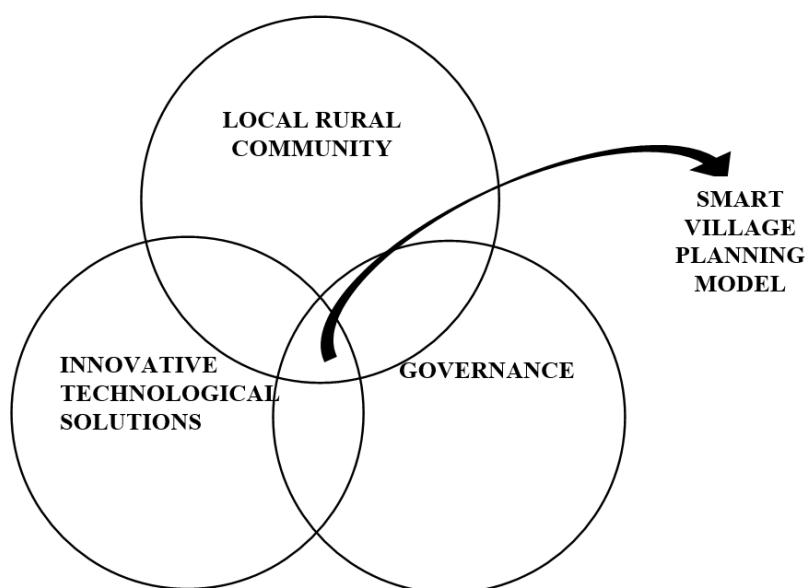 LOCAL RURAL
COMMUNITY
SMART
VILLAGE
PLANNING
MODEL
INNOVATIVE
TECHNOLOGICAL
SOLUTIONS
GOVERNANCE